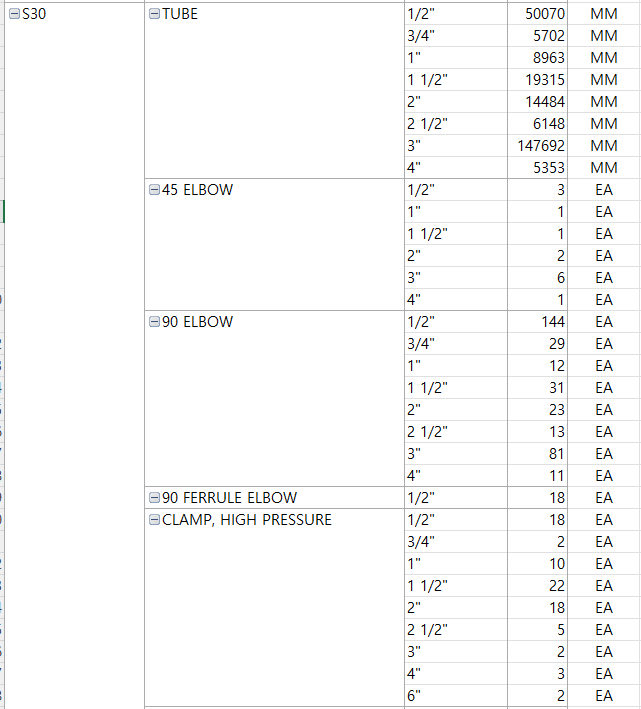 S30 TUBE 1/2" 50070 MM
3/4" 5702 MM
1" 8963 MM
1 1/2" 19315 MM
2" 14484 MM
2 1/2" 6148 MM
3" 147692 MM
4" 5353 MM
45 ELBOW 1/2" 3 EA
1" 1 EA
1 1/2" 1 EA
2" 2 EA
3" 6 EA
4" 1 EA
90 ELBOW 1/2" 144 EA
3/4" 29 EA
1" 12 EA
1 1/2" 31 EA
2" 23 EA
2 1/2" 13 EA
3" 81 EA
4" 11 EA
90 FERRULE ELBOW 1/2" 18 EA
CLAMP, HIGH PRESSURE 1/2" 18 EA
3/4" 2 EA
1" 10 EA
1 1/2" 22 EA
2" 18 EA
2 1/2" 5 EA
3" 2 EA
4" 3 EA
6" 2 EA